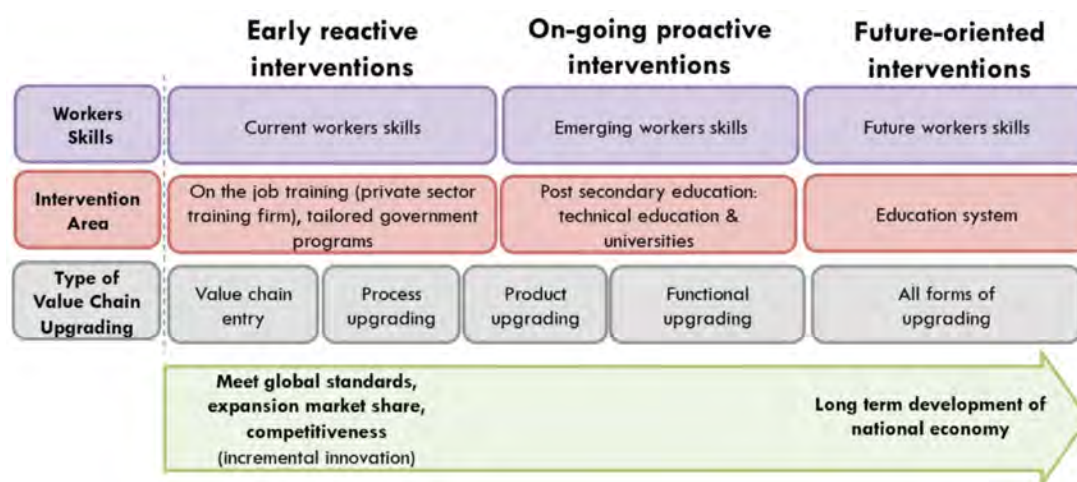 Early reactive
interventions
On-going proactive
interventions
Future-oriented
interventions
Workers
Skills
Current workers skills
Emerging workers skills
Future workers skills
Intervention
Area
On the job training (private sector
training firm), tailored government
programs
Post secondary education:
technical education &
universities
Education system
Type of
Value Chain
Upgrading
Value chain
entry
Process
upgrading
Product
upgrading
Functional
upgrading
All forms of
upgrading
Meet global standards,
expansion market share,
competitiveness
(incremental innovation)
Long term development of
national economy